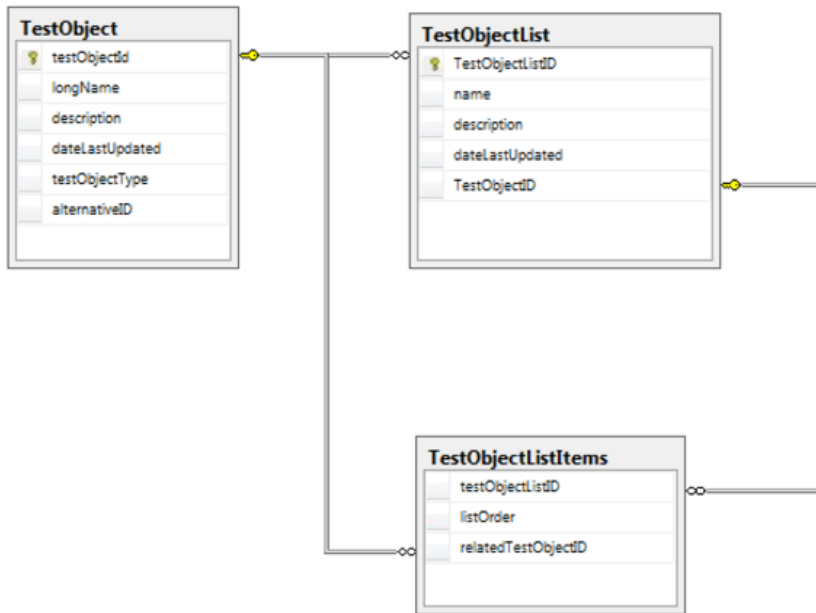 TestObject
testObjectId
longName
description
dateLastUpdated
testObjectType
alternativeID
TestObjectList
TestObjectListID
name
description
dateLastUpdated
TestObjectID
TestObjectListItems
testObjectListID
listOrder
relatedTestObjectID